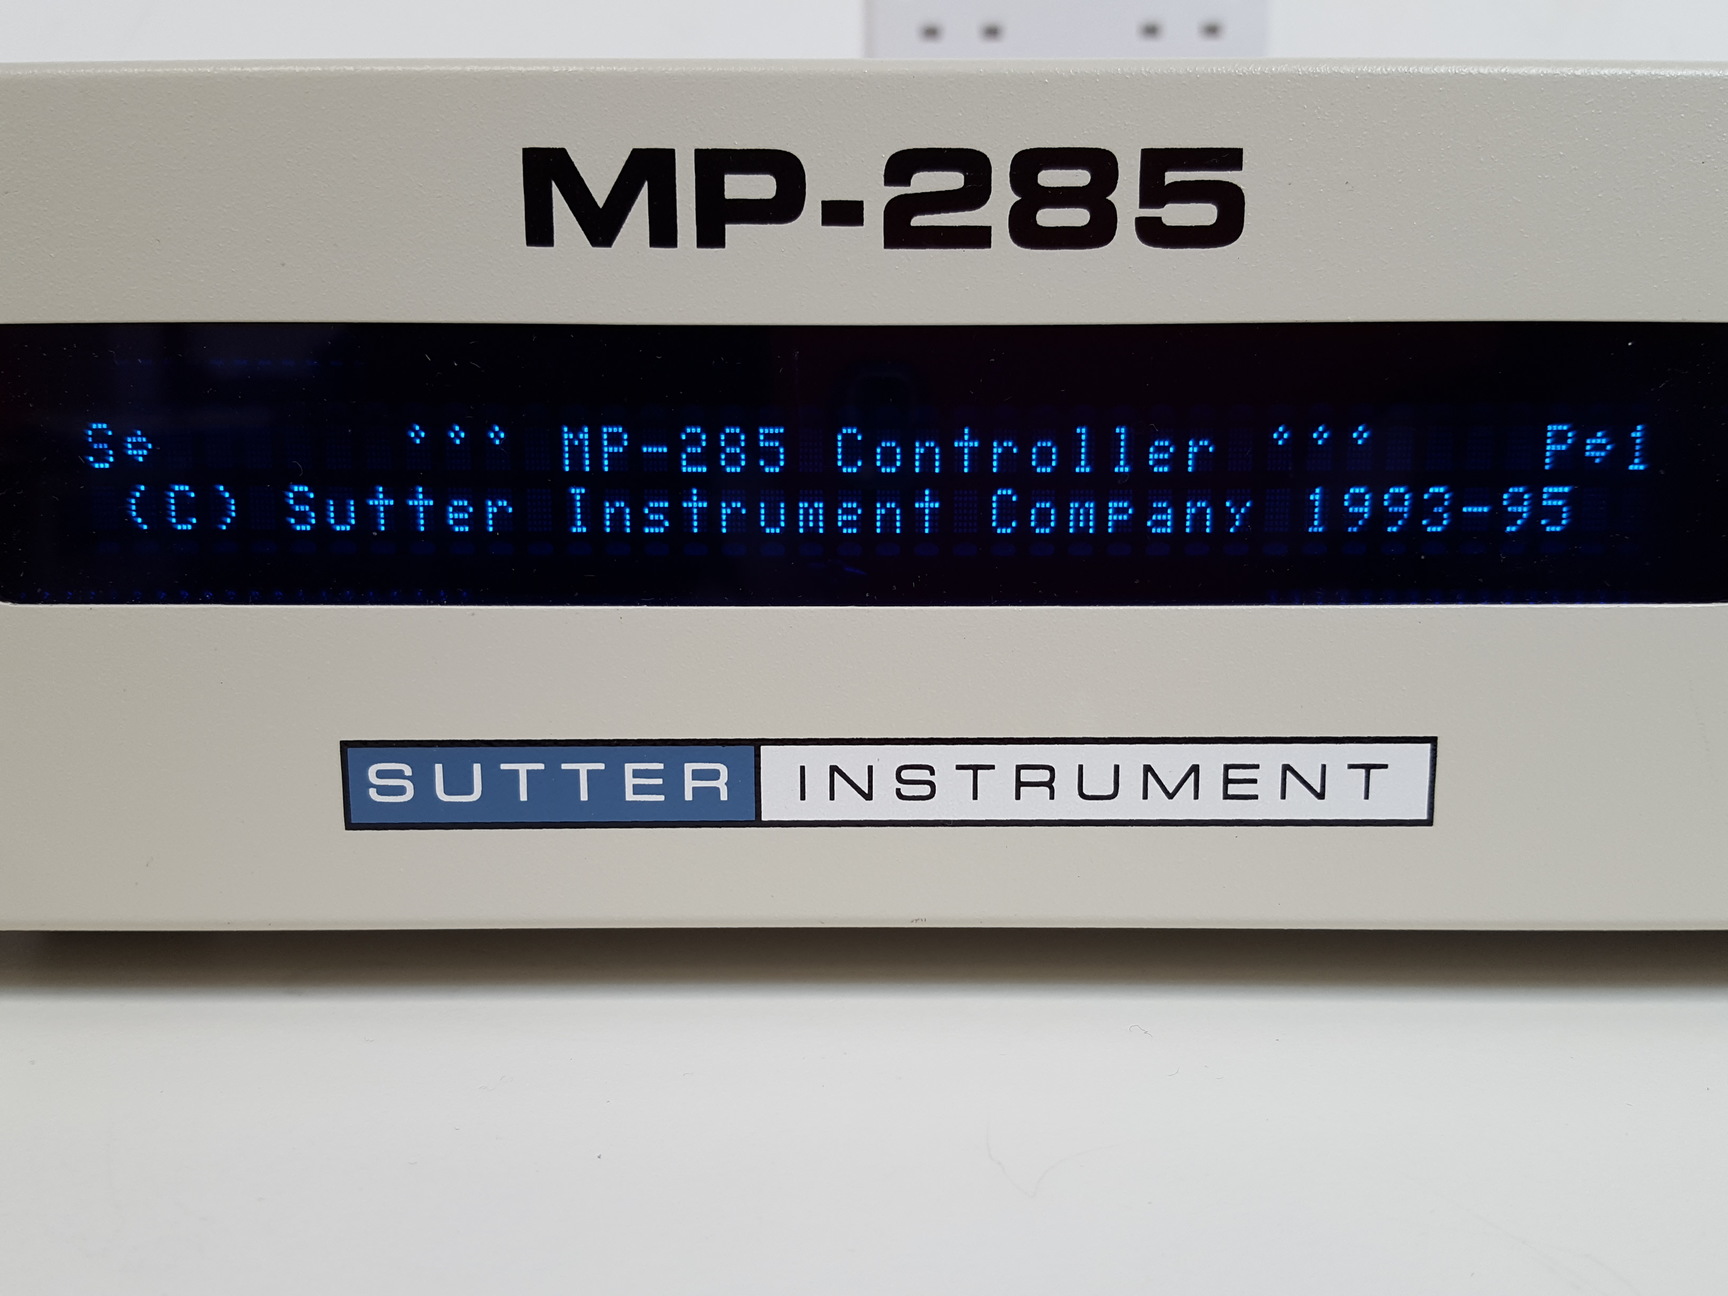 MP-285
S⬦ ⬦⬦⬦ MP-285 Controller ⬦⬦⬦ P⬦1
(C) Sutter Instrument Company 1993-95
SUTTER INSTRUMENT